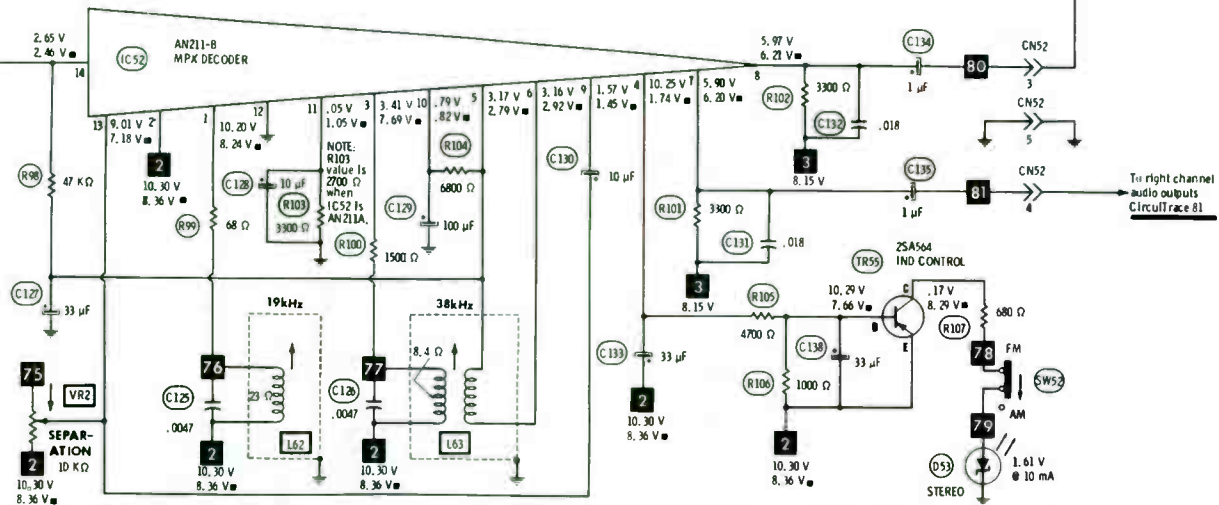 2.65 V
2.46 V■
14
IC52
AN211-B
MPX DECODER
5.97 V
6.21 V■
8
C134
1 µF
80
CN52
3
R102
3300 Ω
C132
.018
3
8.15 V
CN52
5
13
9.01 V
7.18 V■
2
1
10.20 V
8.24 V■
12
11
.05 V
1.05 V■
3
3.41 V
7.69 V■
10
.79 V
.82 V■
5
3.17 V
2.79 V■
6
3.16 V
2.92 V■
9
1.57 V
1.45 V■
4
10.25 V
1.74 V■
7
5.90 V
6.20 V■
R98
47 KΩ
2
10.30 V
8.36 V■
NOTE:
R103
value is
2700 Ω
when
IC52 is
AN211A.
C128
10 µF
R103
3300 Ω
R99
68 Ω
R104
6800 Ω
C129
100 µF
R100
1500 Ω
C130
10 µF
R101
3300 Ω
C131
.018
3
8.15 V
C135
1 µF
81
CN52
4
To right channel
audio outputs
CircuiTrace 81
C127
33 µF
75
VR2
SEPAR-
ATION
10 KΩ
2
10.30 V
8.36 V■
19kHz
76
C125
.0047
23 Ω
L62
2
10.30 V
8.36 V■
38kHz
8.4 Ω
77
C126
.0047
L63
2
10.30 V
8.36 V■
C133
33 µF
2
10.30 V
8.36 V■
R105
4700 Ω
R106
1000 Ω
C138
33 µF
2
10.30 V
8.36 V■
2SA564
IND CONTROL
TR55
10.29 V
7.66 V■
B
C
E
.17 V
8.29 V■
R107
680 Ω
78
FM
SW52
AM
79
D53
STEREO
1.61 V
@ 10 mA